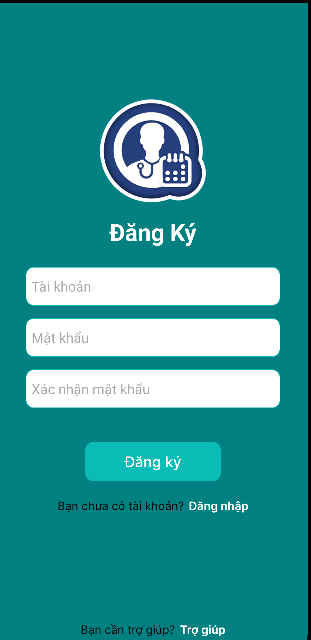 Đăng Ký
Tài khoản
Mật khẩu
Xác nhận mật khẩu
Đăng ký
Bạn chưa có tài khoản? Đăng nhập
Bạn cần trợ giúp? Trợ giúp